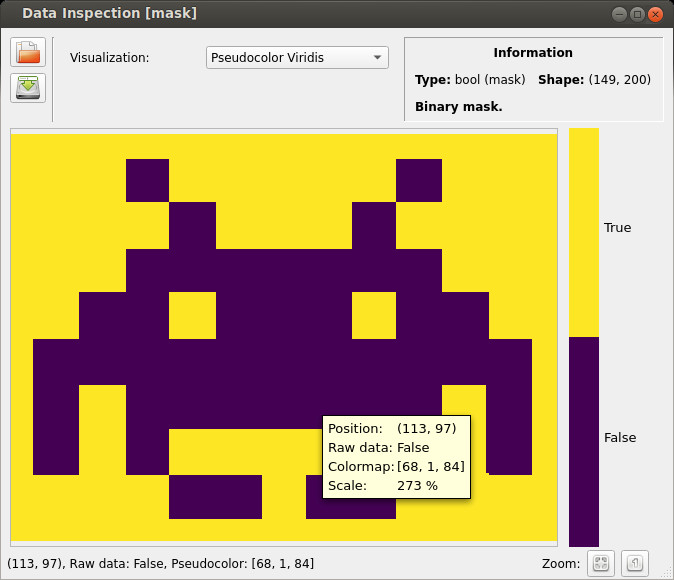 Data Inspection [mask]
Visualization:
Pseudocolor Viridis
Information
Type: bool (mask) Shape: (149, 200)
Binary mask.
True
False
Position: (113, 97)
Raw data: False
Colormap: [68, 1, 84]
Scale: 273 %
(113, 97), Raw data: False, Pseudocolor: [68, 1, 84]
Zoom:
1